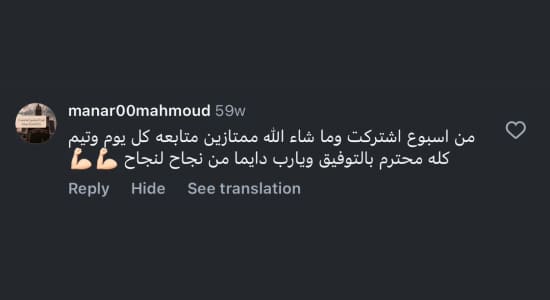 manar00mahmoud 59w
من اسبوع اشتركت وما شاء الله ممتازين متابعه كل يوم وتيم
كله محترم بالتوفيق ويارب دايما من نجاح لنجاح 💪🏻💪🏻
Reply Hide See translation